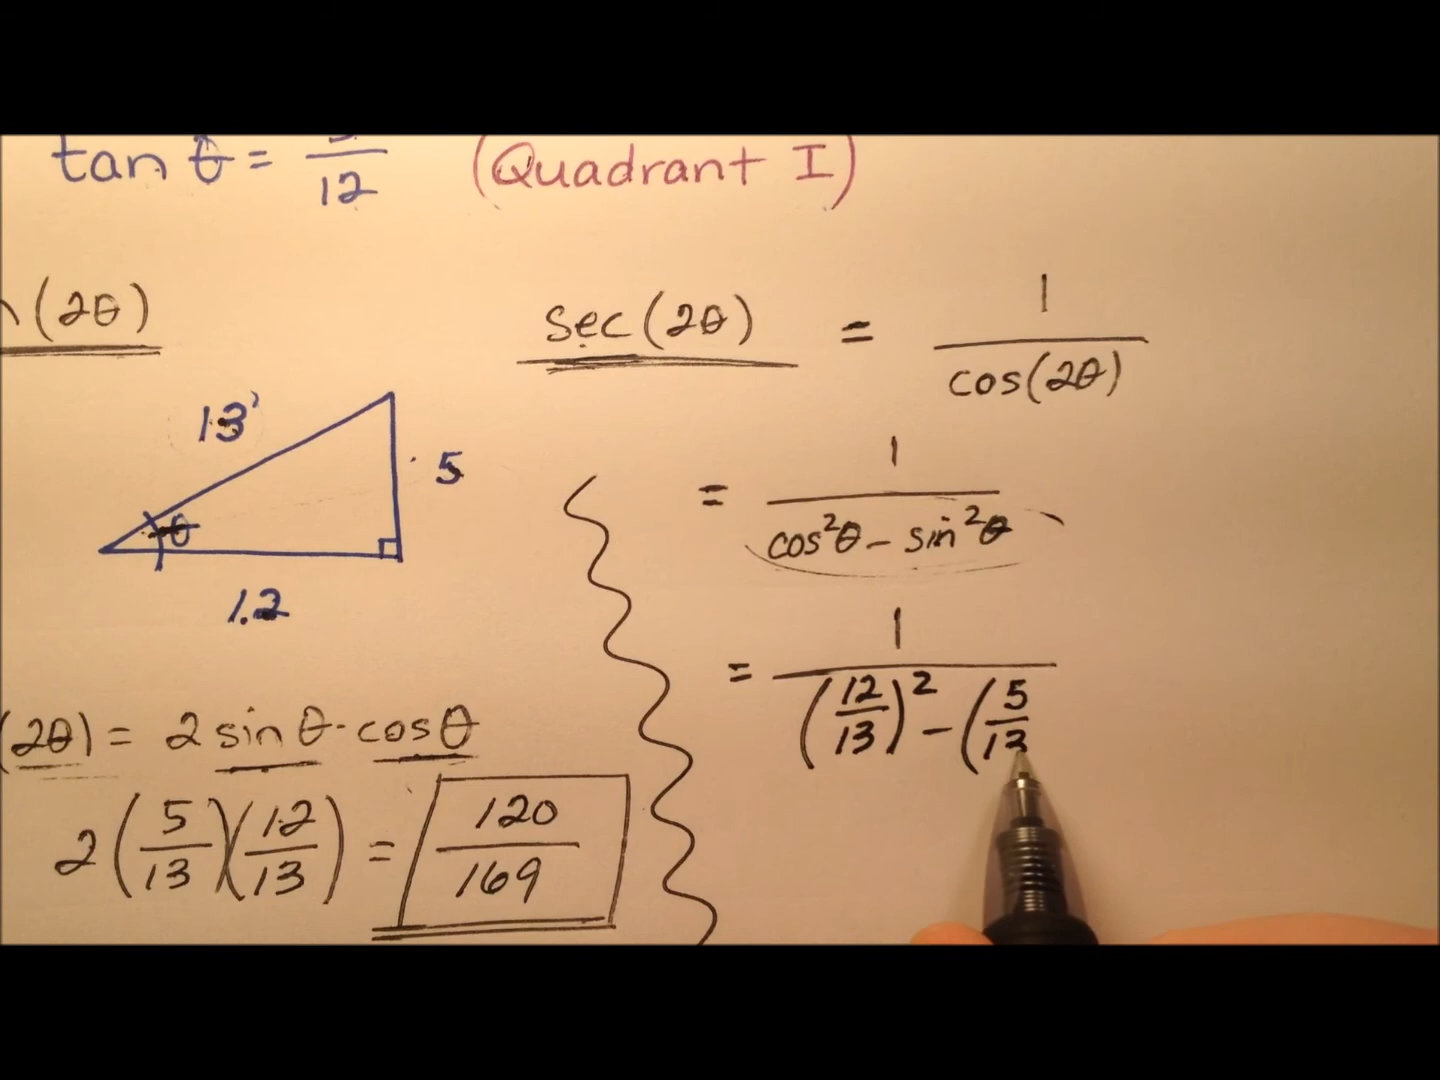 tan θ = 5/12 (Quadrant I)
(2θ)
sec(2θ) = 1/cos(2θ)
13
5
θ
12
= 1/cos²θ - sin²θ
= 1/(12/13)² - (5/13
(2θ) = 2 sin θ · cos θ
2(5/13)(12/13) = 120/169